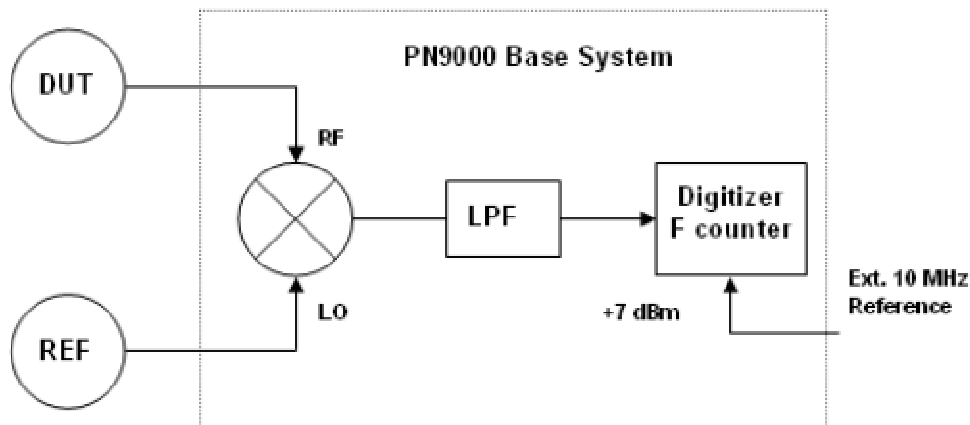 PN9000 Base System
DUT
RF
LPF
Digitizer
F counter
Ext. 10 MHz
Reference
LO
+7 dBm
REF